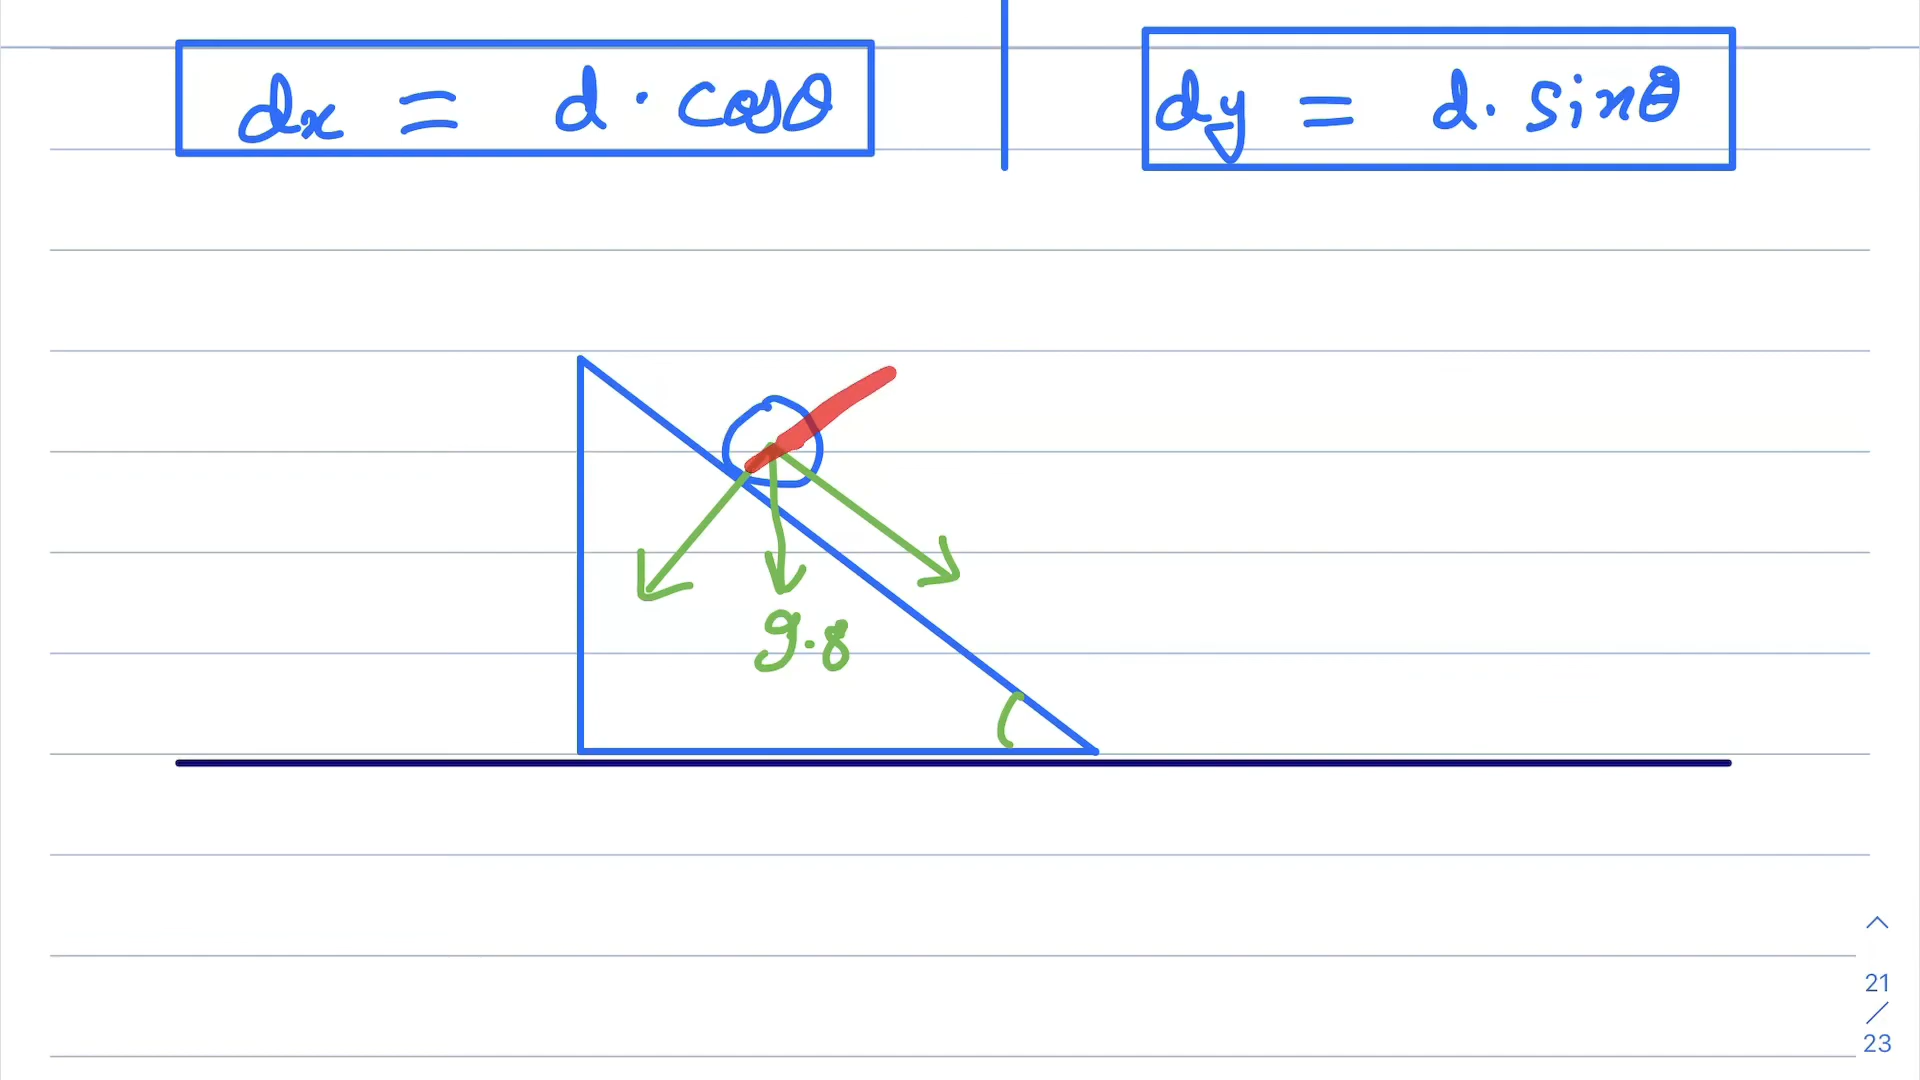 dx = d · cosθ
dy = d · sinθ
9.8
21
/
23